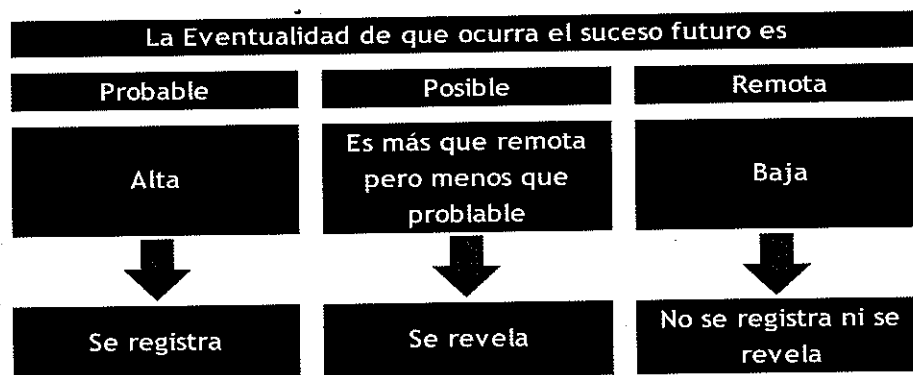 La Eventualidad de que ocurra el suceso futuro es
Probable
Posible
Remota
Alta
Es más que remota
pero menos que
problable
Baja
Se registra
Se revela
No se registra ni se
revela